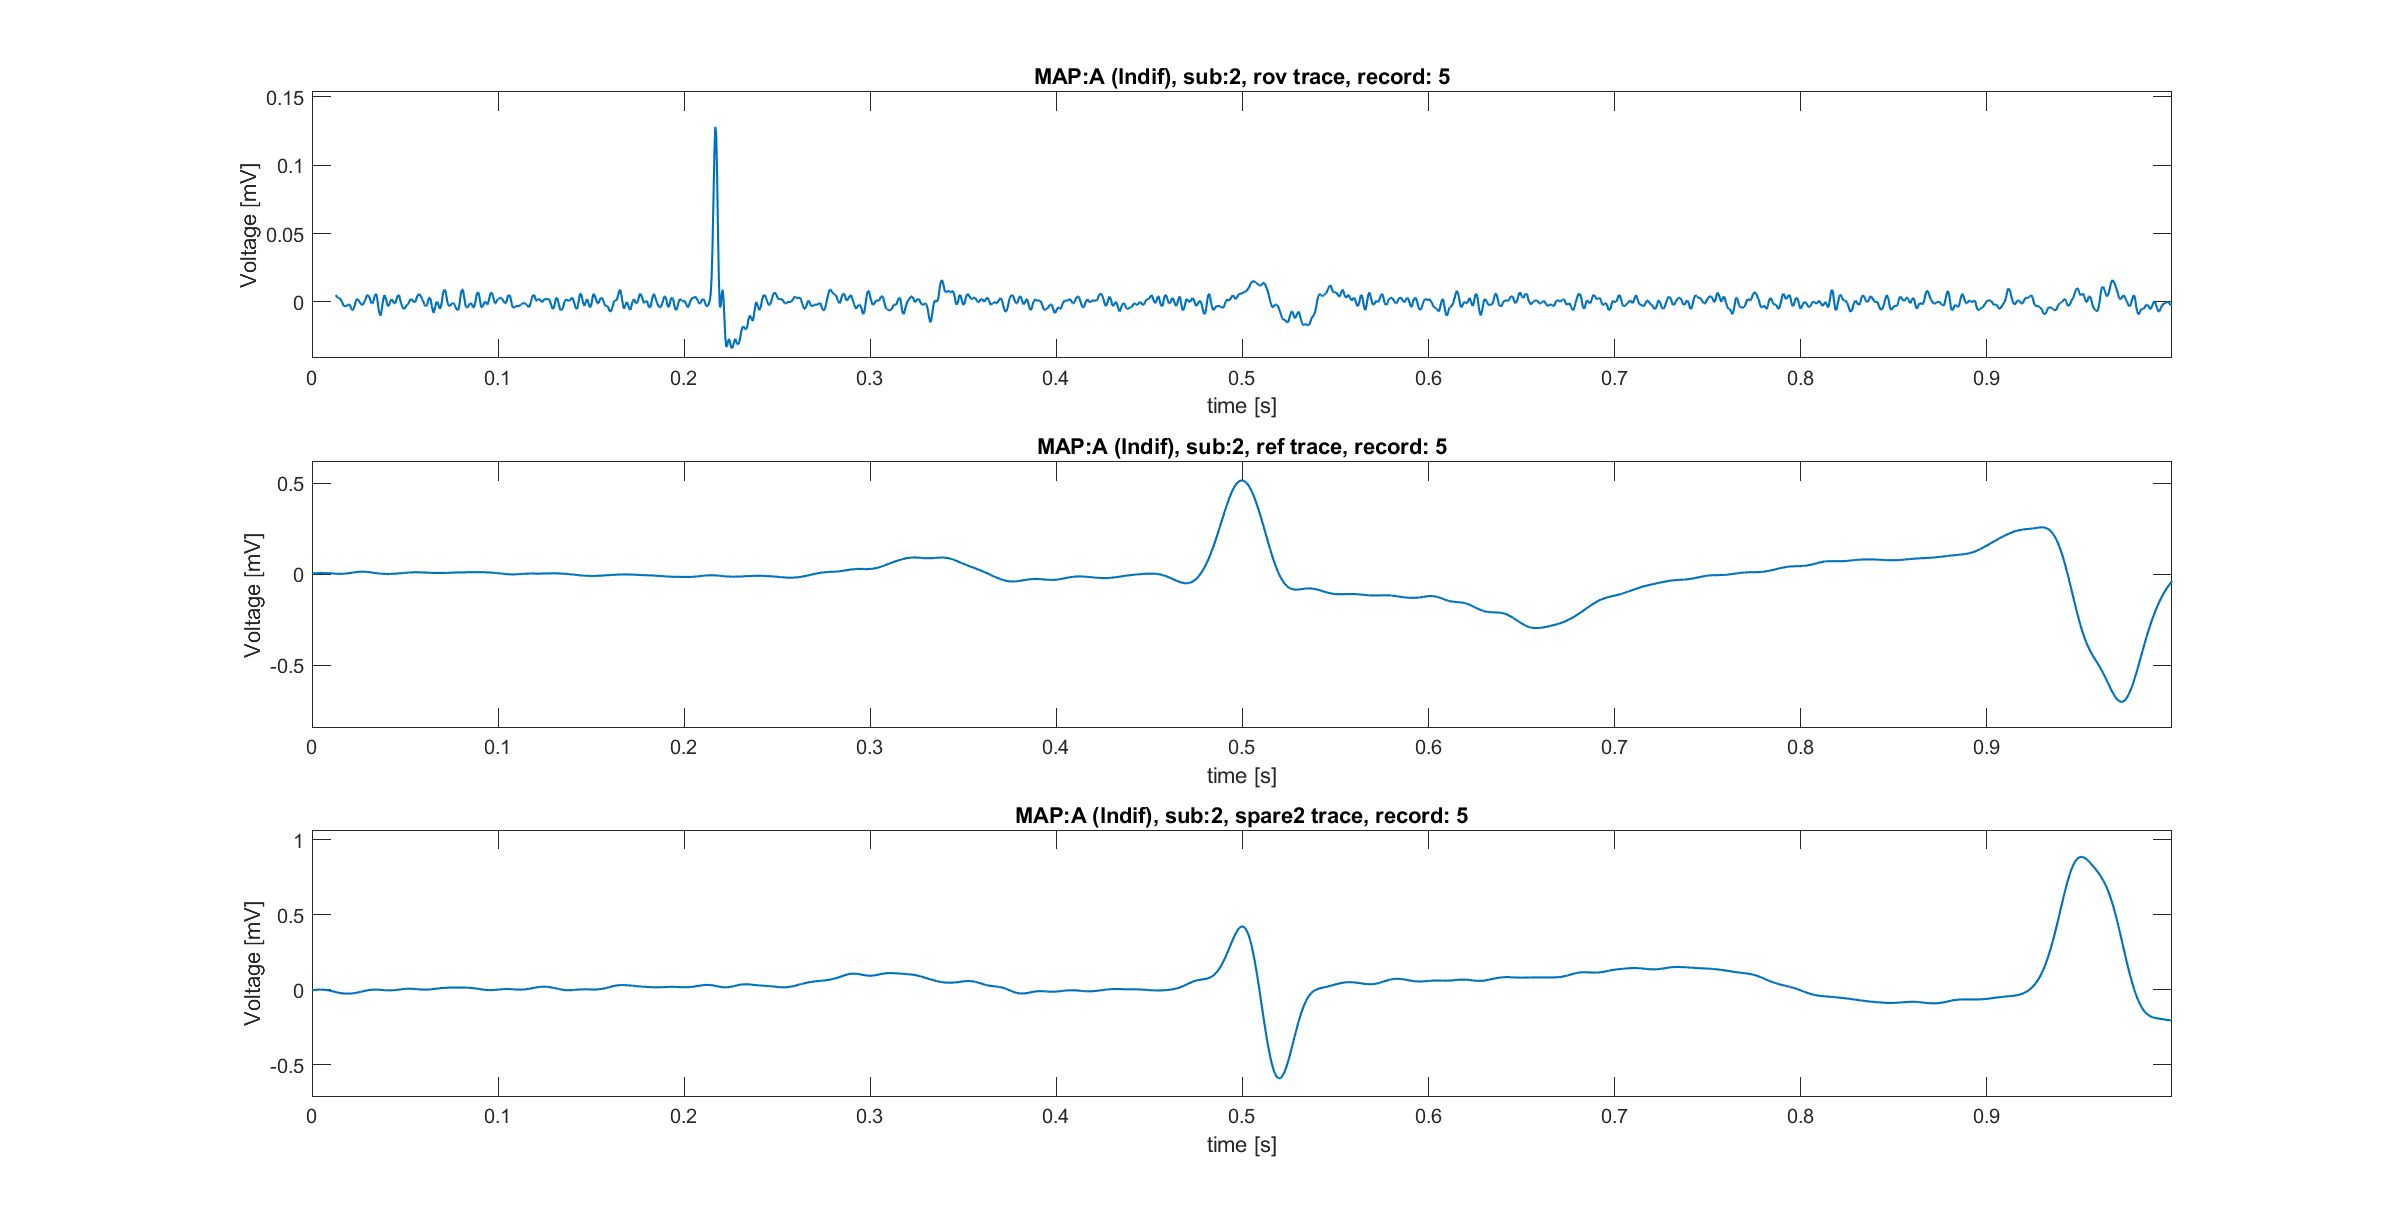 MAP:A (Indif), sub:2, rov trace, record: 5
Voltage [mV]
0.15
0.1
0.05
0
0 0.1 0.2 0.3 0.4 0.5 0.6 0.7 0.8 0.9
time [s]
MAP:A (Indif), sub:2, ref trace, record: 5
Voltage [mV]
0.5
0
-0.5
0 0.1 0.2 0.3 0.4 0.5 0.6 0.7 0.8 0.9
time [s]
MAP:A (Indif), sub:2, spare2 trace, record: 5
Voltage [mV]
1
0.5
0
-0.5
0 0.1 0.2 0.3 0.4 0.5 0.6 0.7 0.8 0.9
time [s]